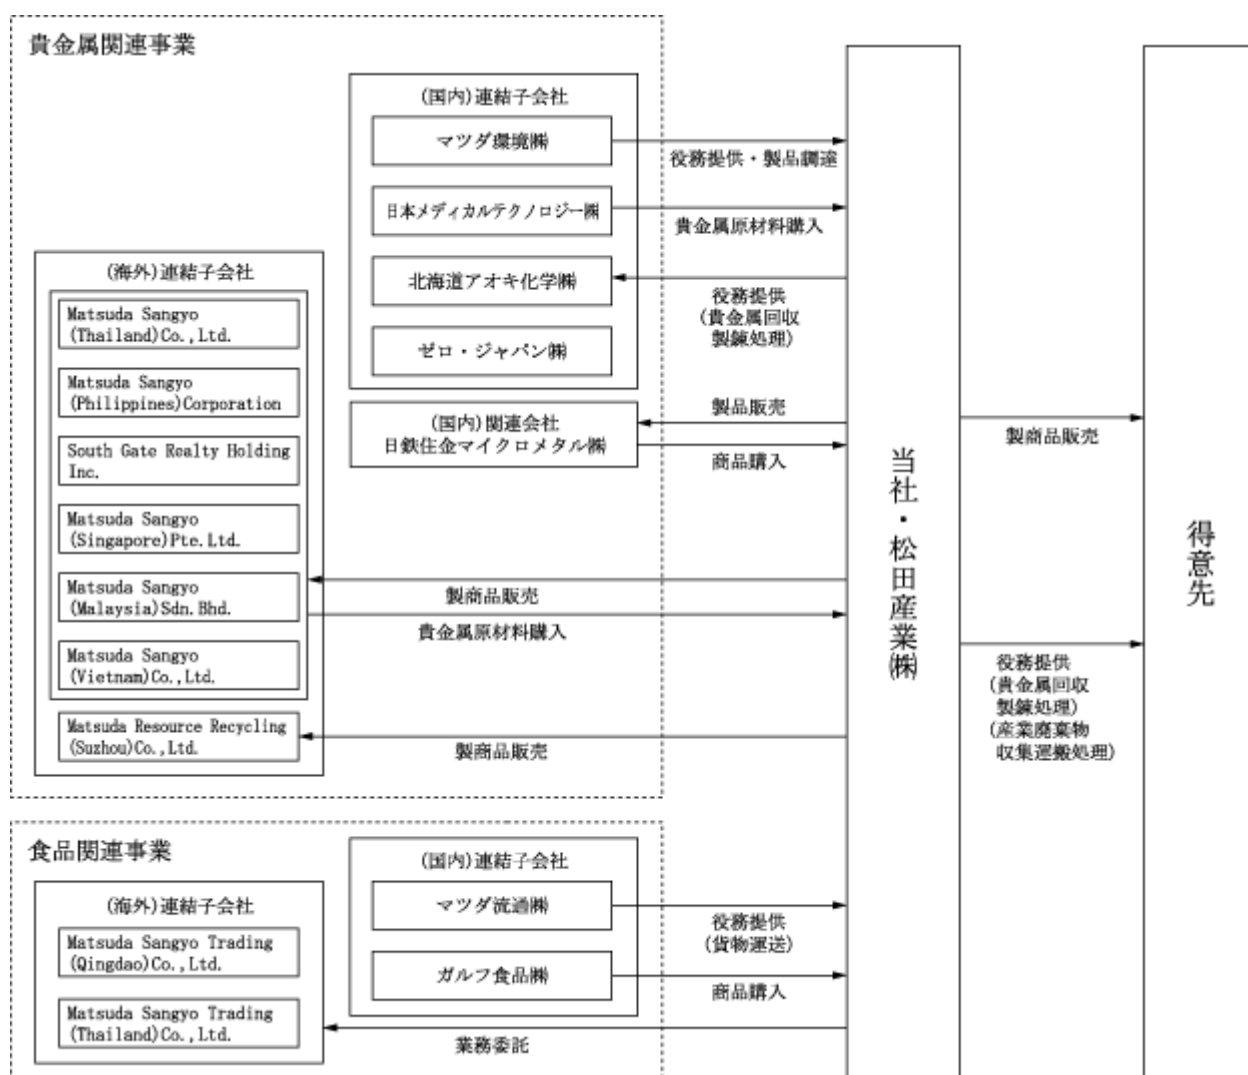 貴金属関連事業
(国内)連結子会社
マツダ環境㈱
役務提供・製品調達
日本メディカルテクノロジー㈱
貴金属原材料購入
北海道アオキ化学㈱
役務提供
(貴金属回収
製錬処理)
ゼロ・ジャパン㈱
(国内)関連会社
日鉄住金マイクロメタル㈱
製品販売
商品購入
(海外)連結子会社
Matsuda Sangyo
(Thailand)Co.,Ltd.
Matsuda Sangyo
(Philippines)Corporation
South Gate Realty Holding
Inc.
Matsuda Sangyo
(Singapore)Pte.Ltd.
Matsuda Sangyo
(Malaysia)Sdn.Bhd.
Matsuda Sangyo
(Vietnam)Co.,Ltd.
製商品販売
貴金属原材料購入
Matsuda Resource Recycling
(Suzhou)Co.,Ltd.
製商品販売
当社・松田産業㈱
製商品販売
役務提供
(貴金属回収
製錬処理)
(産業廃棄物
収集運搬処理)
得意先
食品関連事業
(国内)連結子会社
マツダ流通㈱
役務提供
(貨物運送)
ガルフ食品㈱
商品購入
(海外)連結子会社
Matsuda Sangyo Trading
(Qingdao)Co.,Ltd.
Matsuda Sangyo Trading
(Thailand)Co.,Ltd.
業務委託